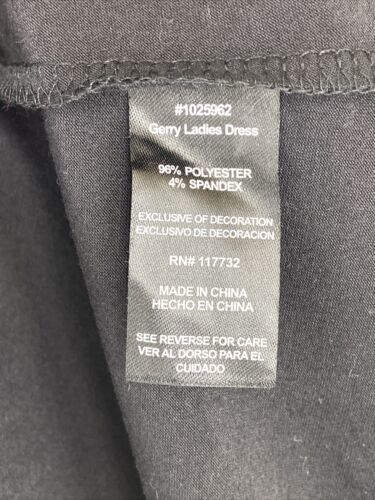 #1025962
Gerry Ladies Dress
96% POLYESTER
4% SPANDEX
EXCLUSIVE OF DECORATION
EXCLUSIVO DE DECORACION
RN# 117732
MADE IN CHINA
HECHO EN CHINA
SEE REVERSE FOR CARE
VER AL DORSO PARA EL
CUIDADO